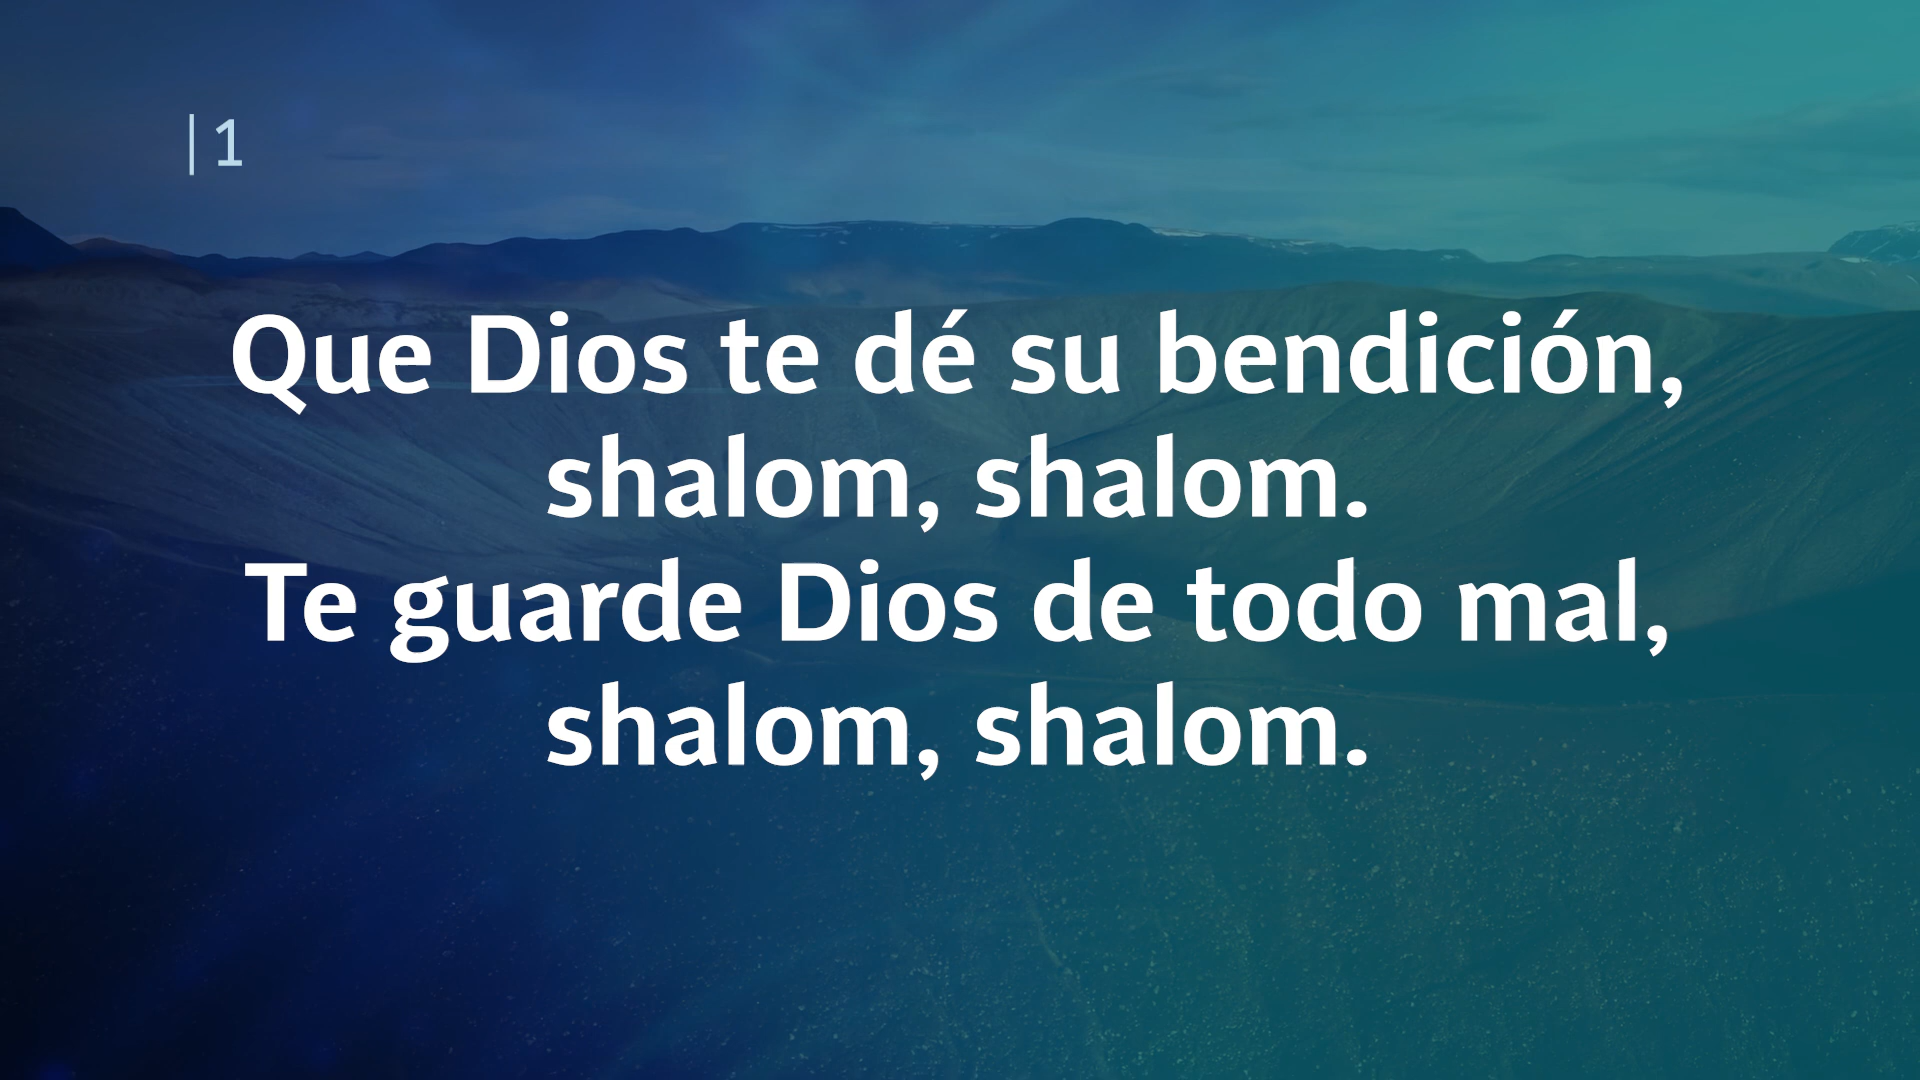 |1
Que Dios te dé su bendición,
shalom, shalom.
Te guarde Dios de todo mal,
shalom, shalom.